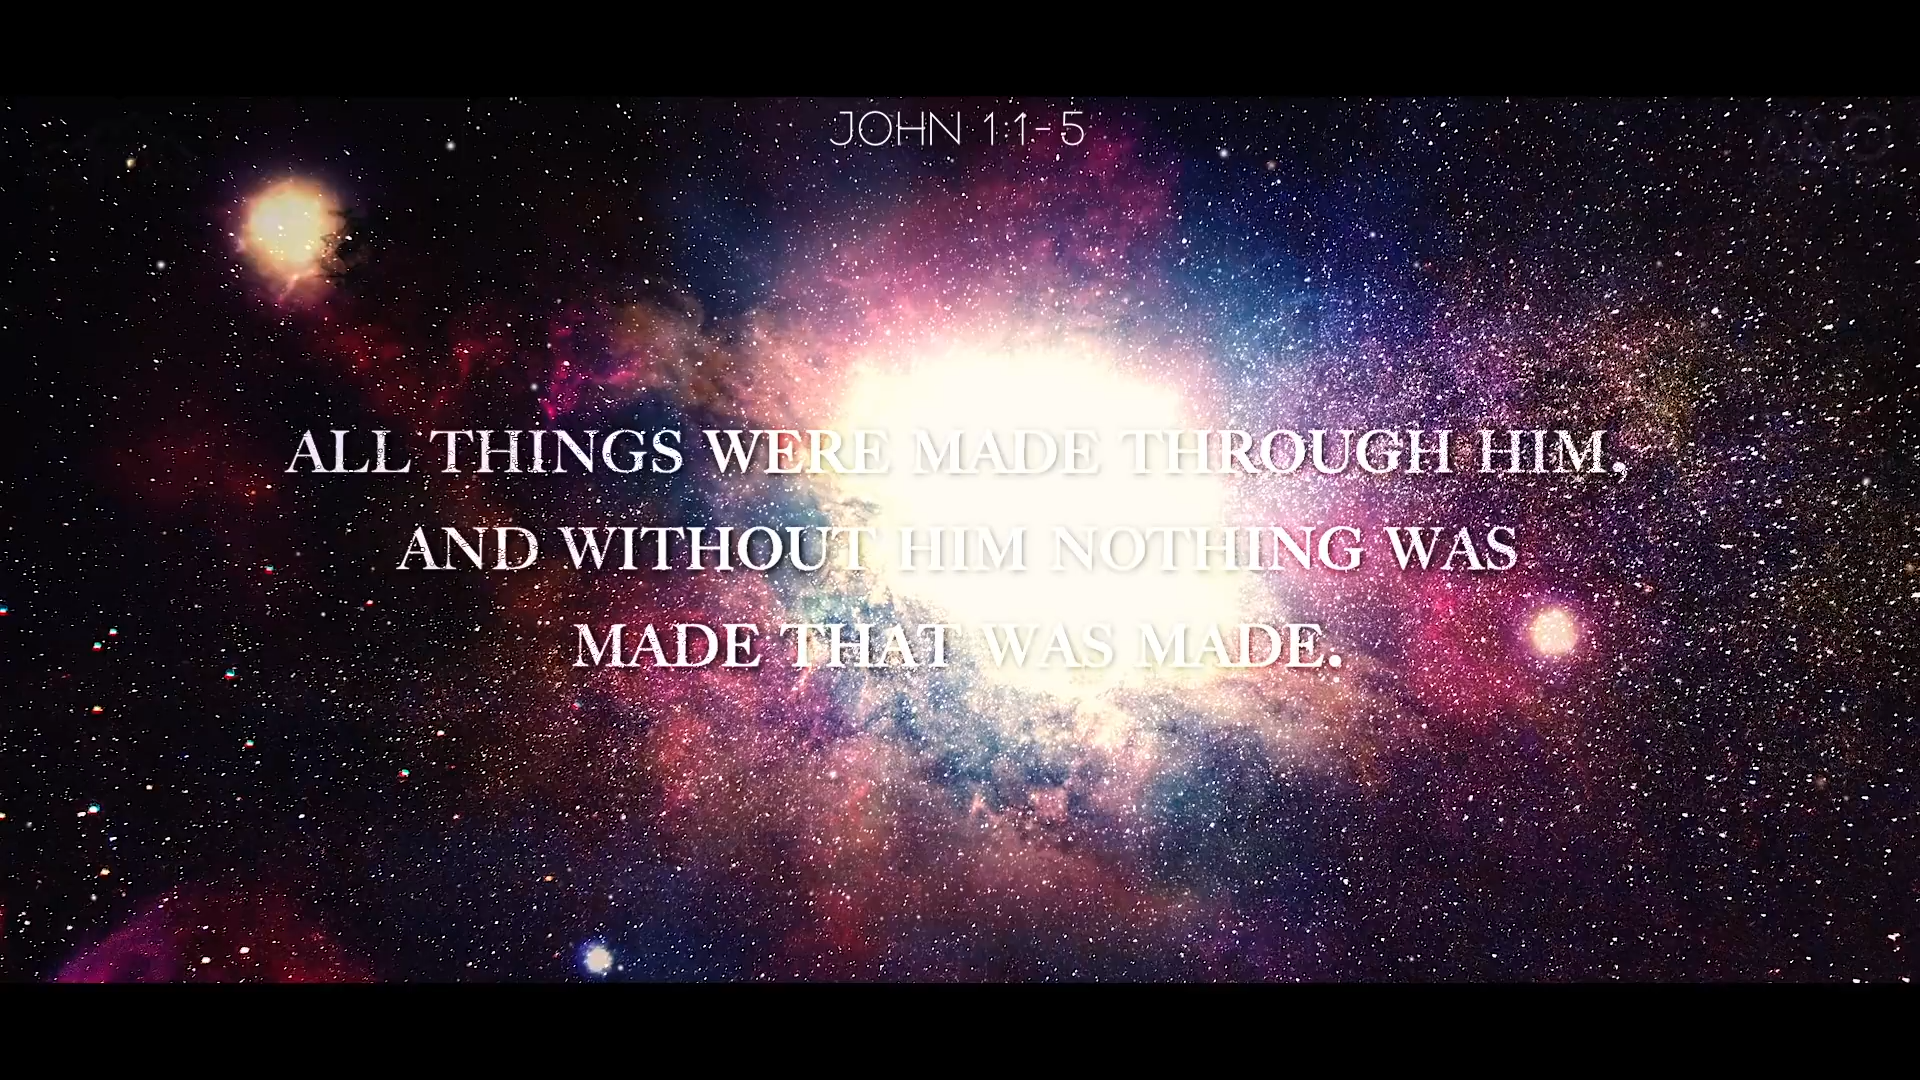 JOHN 1:1-5
ALL THINGS WERE MADE THROUGH HIM,
AND WITHOUT HIM NOTHING WAS
MADE THAT WAS MADE.